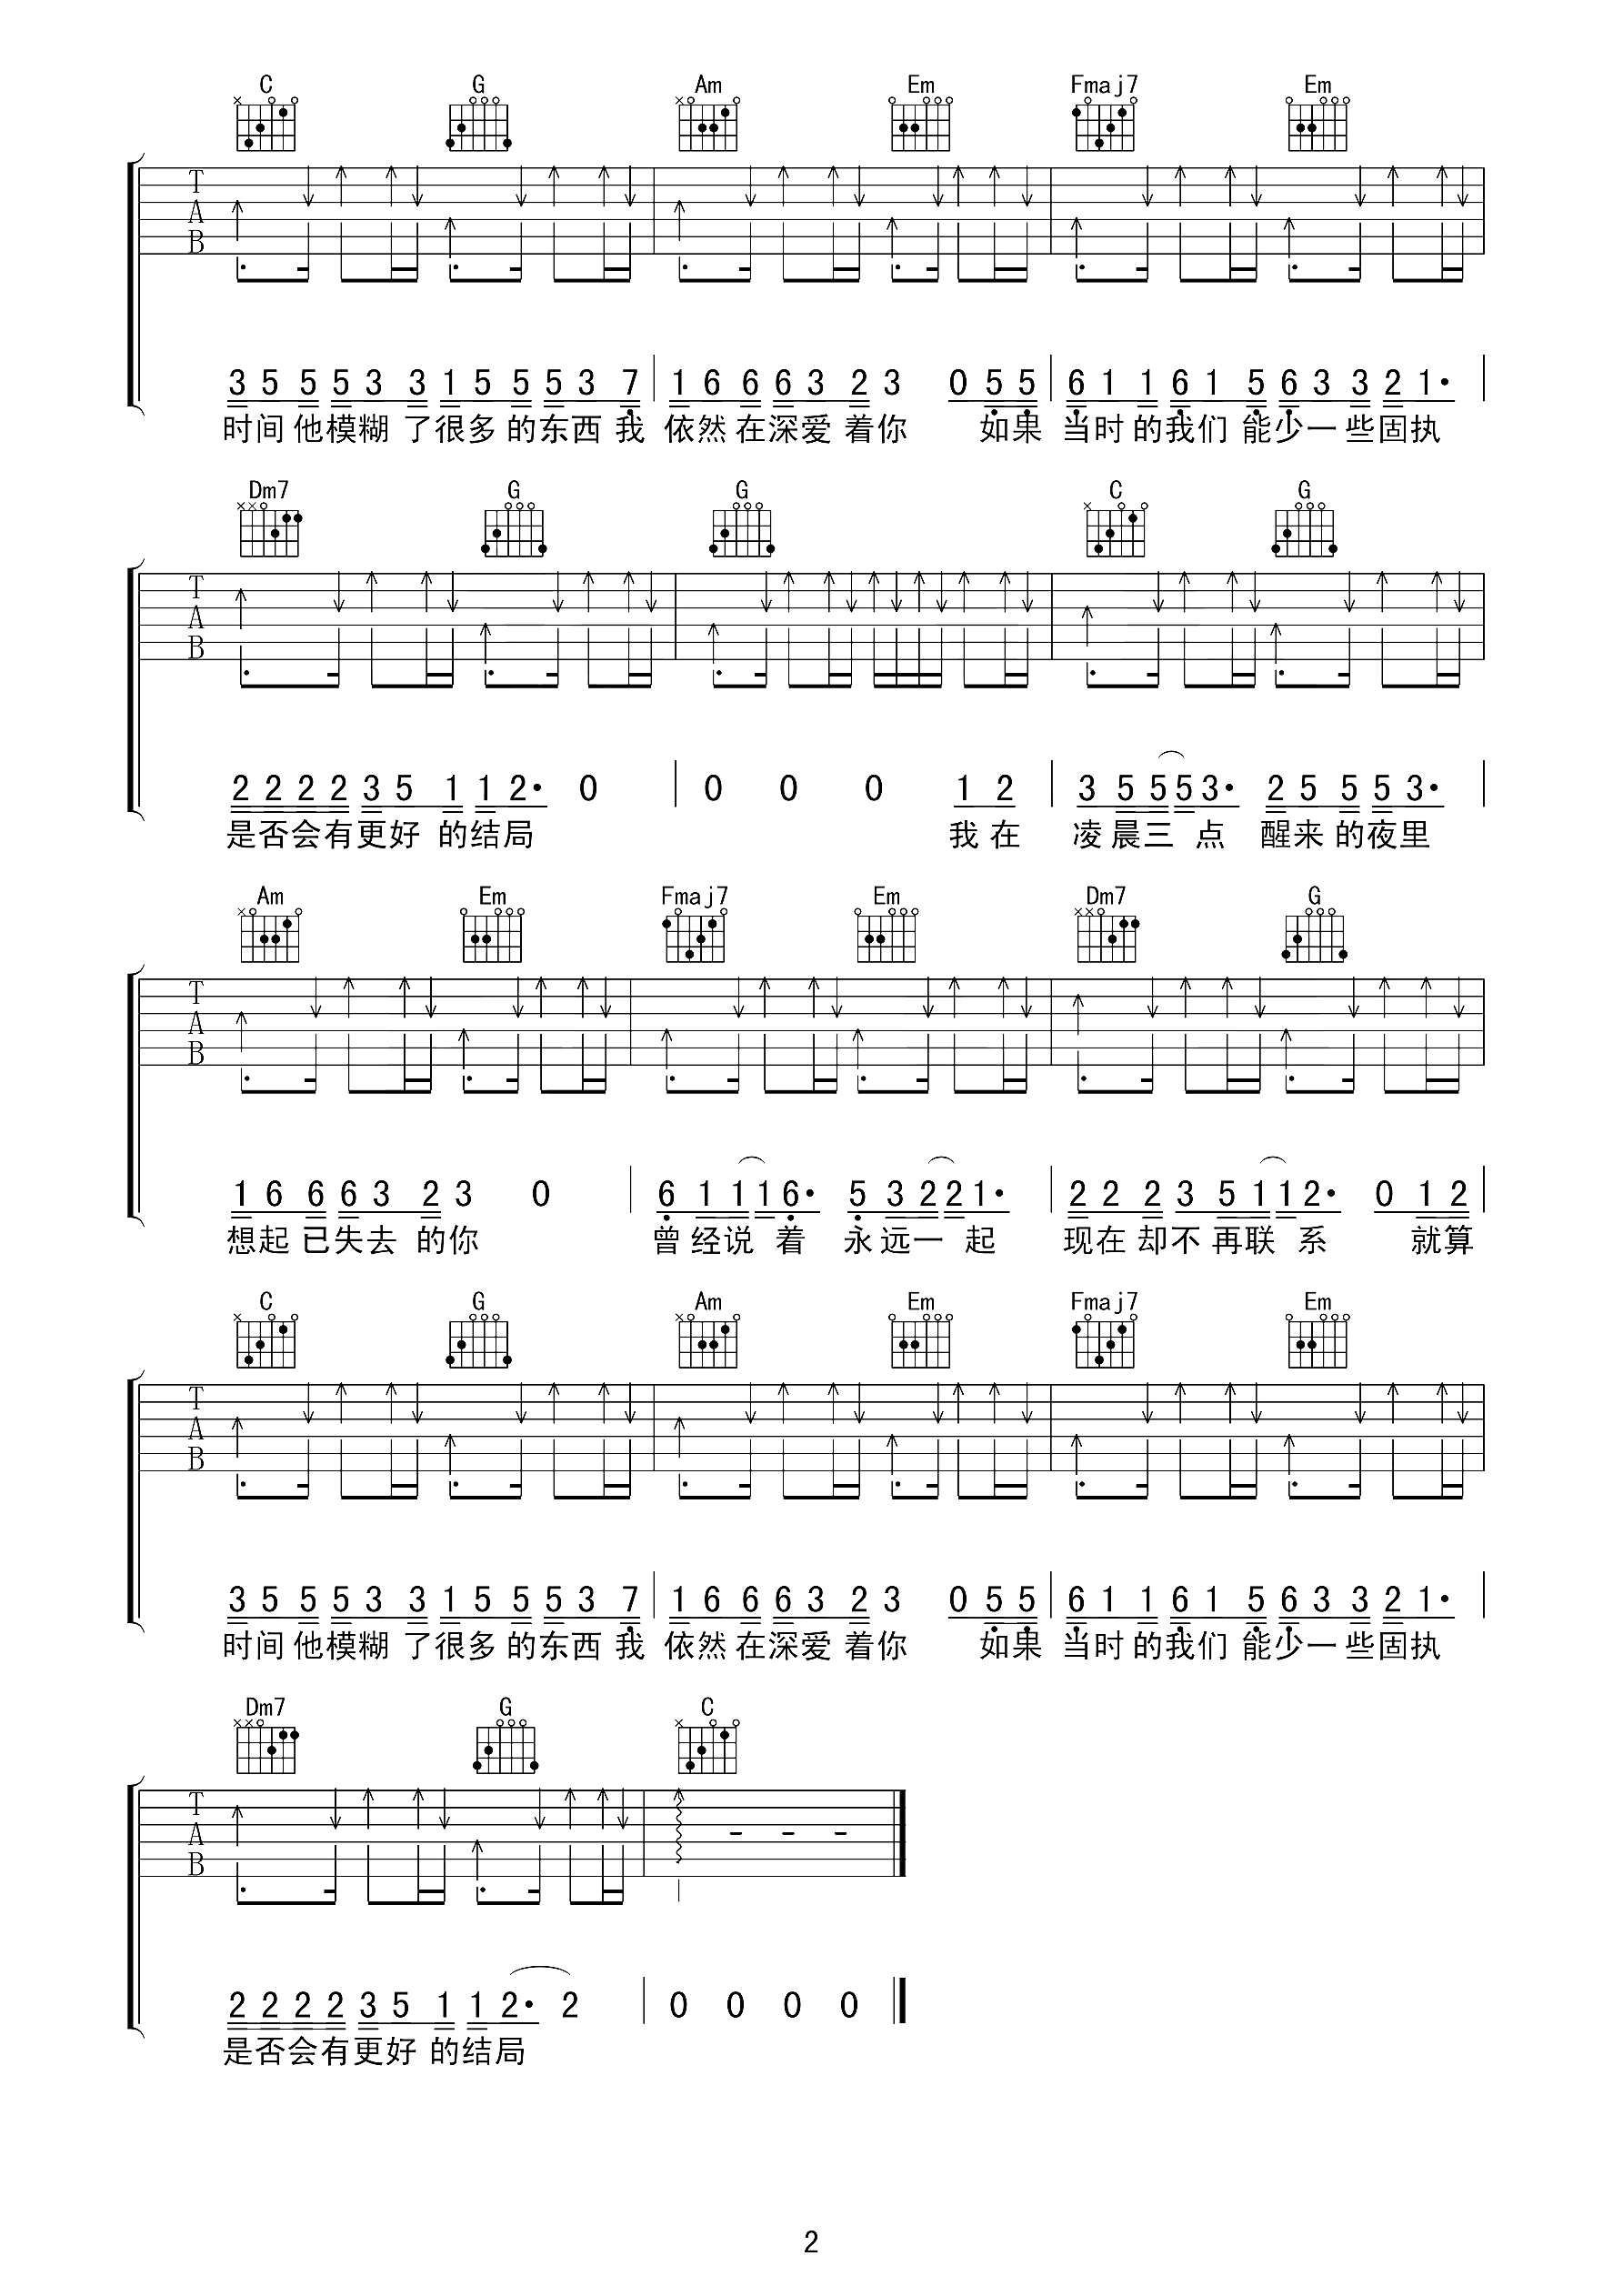 C G Am Em Fmaj7 Em
T
A
B
3 5 5 5 3 3 1 5 5 5 3 7 1 6 6 6 3 2 3 0 5 5 6 1 1 6 1 5 6 3 3 2 1·
时间他模糊了很多的东西我 依然在深爱着你 如果 当时的我们能少一些固执
Dm7 G G C G
T
A
B
2 2 2 2 3 5 1 1 2· 0 0 0 0 1 2 3 5 5 5 3· 2 5 5 5 3·
是否会有更好的结局 我在 凌晨三点 醒来的夜里
Am Em Fmaj7 Em Dm7 G
T
A
B
1 6 6 6 3 2 3 0 6 1 1 1 6· 5 3 2 2 1· 2 2 2 3 5 1 1 2· 0 1 2
想起已失去的你 曾经说着 永远一起 现在却不再联系 就算
C G Am Em Fmaj7 Em
T
A
B
3 5 5 5 3 3 1 5 5 5 3 7 1 6 6 6 3 2 3 0 5 5 6 1 1 6 1 5 6 3 3 2 1·
时间他模糊了很多的东西我 依然在深爱着你 如果 当时的我们能少一些固执
Dm7 G C
T
A
B
2 2 2 2 3 5 1 1 2· 2 0 0 0 0
是否会有更好的结局
2